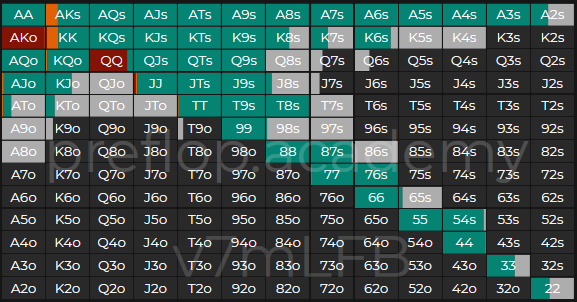 AA AKs AQs AJs ATs A9s A8s A7s A6s A5s A4s A3s A2s
AKo KK KQs KJs KTs K9s K8s K7s K6s K5s K4s K3s K2s
AQo KQo QQ QJs QTs Q9s Q8s Q7s Q6s Q5s Q4s Q3s Q2s
AJo KJo QJo JJ JTs J9s J8s J7s J6s J5s J4s J3s J2s
ATo KTo QTo JTo TT T9s T8s T7s T6s T5s T4s T3s T2s
A9o K9o Q9o J9o T9o 99 98s 97s 96s 95s 94s 93s 92s
A8o K8o Q8o J8o T8o 98o 88 87s 86s 85s 84s 83s 82s
preflop.academy
A7o K7o Q7o J7o T7o 97o 87o 77 76s 75s 74s 73s 72s
A6o K6o Q6o J6o T6o 96o 86o 76o 66 65s 64s 63s 62s
A5o K5o Q5o J5o T5o 95o 85o 75o 65o 55 54s 53s 52s
A4o K4o Q4o J4o T4o 94o 84o 74o 64o 54o 44 43s 42s
v7mLFB
A3o K3o Q3o J3o T3o 93o 83o 73o 63o 53o 43o 33 32s
A2o K2o Q2o J2o T2o 92o 82o 72o 62o 52o 42o 32o 22